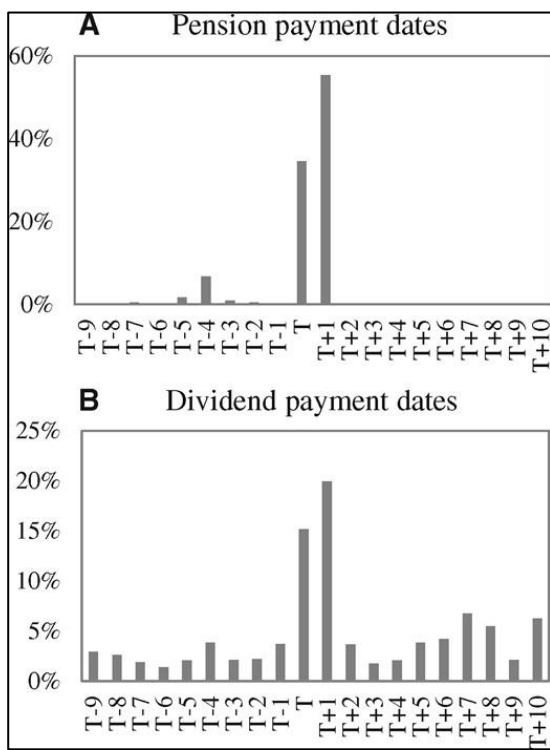 A Pension payment dates
60%
40%
20%
0%
T-9 T-8 T-7 T-6 T-5 T-4 T-3 T-2 T-1 T T+1 T+2 T+3 T+4 T+5 T+6 T+7 T+8 T+9 T+10
B Dividend payment dates
25%
20%
15%
10%
5%
0%
T-9 T-8 T-7 T-6 T-5 T-4 T-3 T-2 T-1 T T+1 T+2 T+3 T+4 T+5 T+6 T+7 T+8 T+9 T+10